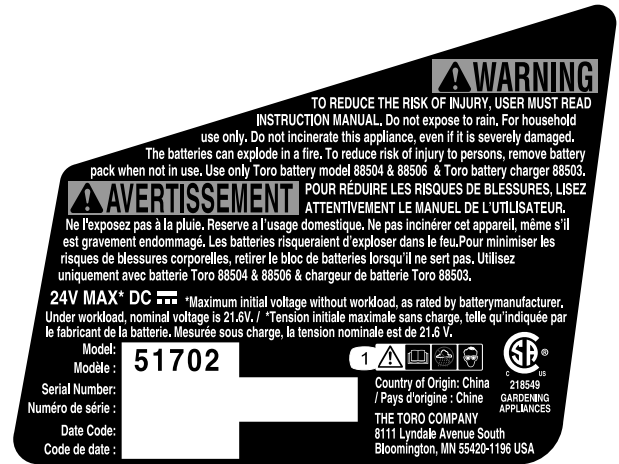 WARNING
TO REDUCE THE RISK OF INJURY, USER MUST READ
INSTRUCTION MANUAL. Do not expose to rain. For household
use only. Do not incinerate this appliance, even if it is severely damaged.
The batteries can explode in a fire. To reduce risk of injury to persons, remove battery
pack when not in use. Use only Toro battery model 88504 & 88506 & Toro battery charger 88503.
AVERTISSEMENT
POUR RÉDUIRE LES RISQUES DE BLESSURES, LISEZ
ATTENTIVEMENT LE MANUEL DE L'UTILISATEUR.
Ne l'exposez pas à la pluie. Reserve a l'usage domestique. Ne pas incinérer cet appareil, même s'il
est gravement endommagé. Les batteries risqueraient d'exploser dans le feu.Pour minimiser les
risques de blessures corporelles, retirer le bloc de batteries lorsqu'il ne sert pas. Utilisez
uniquement avec batterie Toro 88504 & 88506 & chargeur de batterie Toro 88503.
24V MAX* DC *Maximum initial voltage without workload, as rated by batterymanufacturer.
Under workload, nominal voltage is 21.6V. / *Tension initiale maximale sans charge, telle qu'indiquée par
le fabricant de la batterie. Mesurée sous charge, la tension nominale est de 21.6 V.
Model:
Modèle :
51702
Serial Number:
Numéro de série :
Date Code:
Code de date :
1
Country of Origin: China
/ Pays d'origine : Chine
THE TORO COMPANY
8111 Lyndale Avenue South
Bloomington, MN 55420-1196 USA
SA ®
C US
218549
GARDENING
APPLIANCES